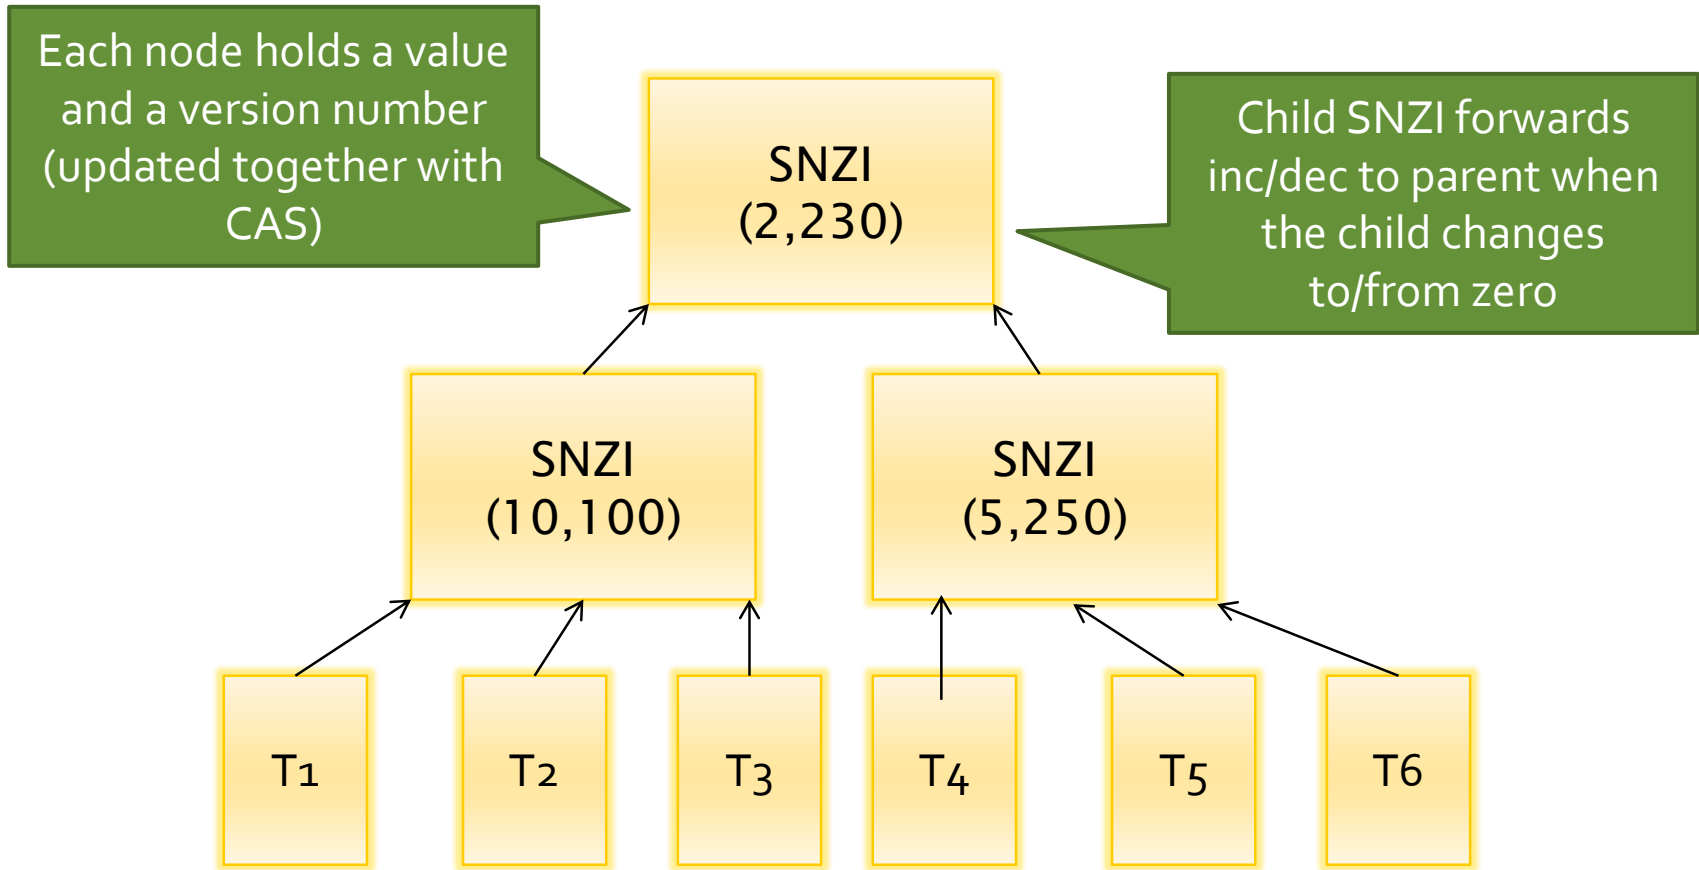 Each node holds a value
and a version number
(updated together with
CAS)
SNZI
(2,230)
Child SNZI forwards
inc/dec to parent when
the child changes
to/from zero
SNZI
(10,100)
SNZI
(5,250)
T1
T2
T3
T4
T5
T6